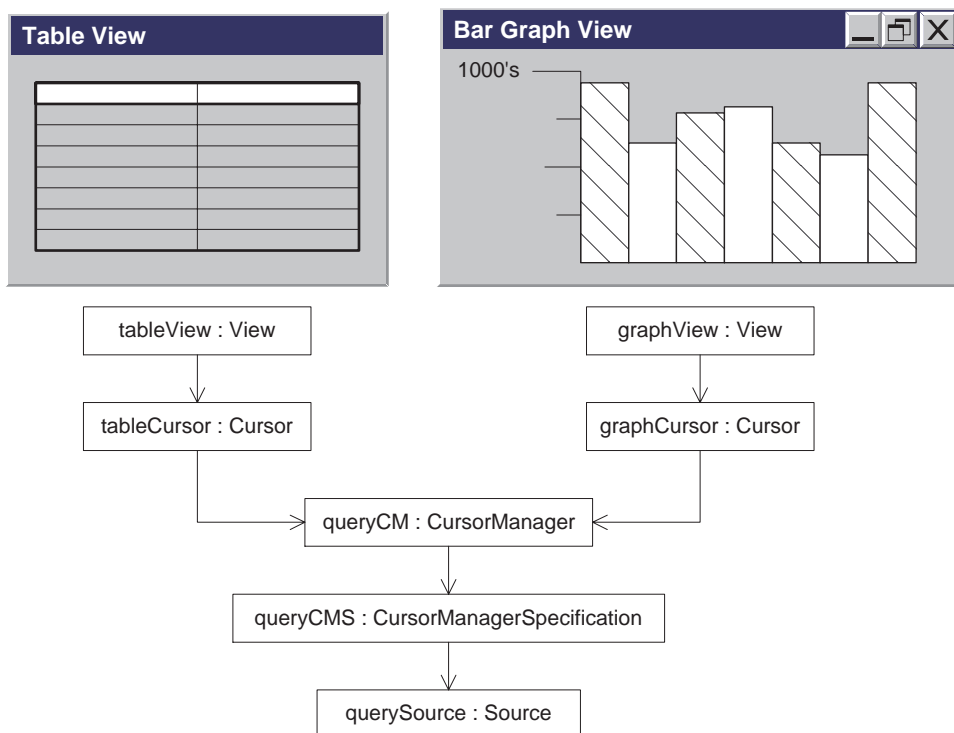 Table View
Bar Graph View
1000's
tableView : View
graphView : View
tableCursor : Cursor
graphCursor : Cursor
queryCM : CursorManager
queryCMS : CursorManagerSpecification
querySource : Source